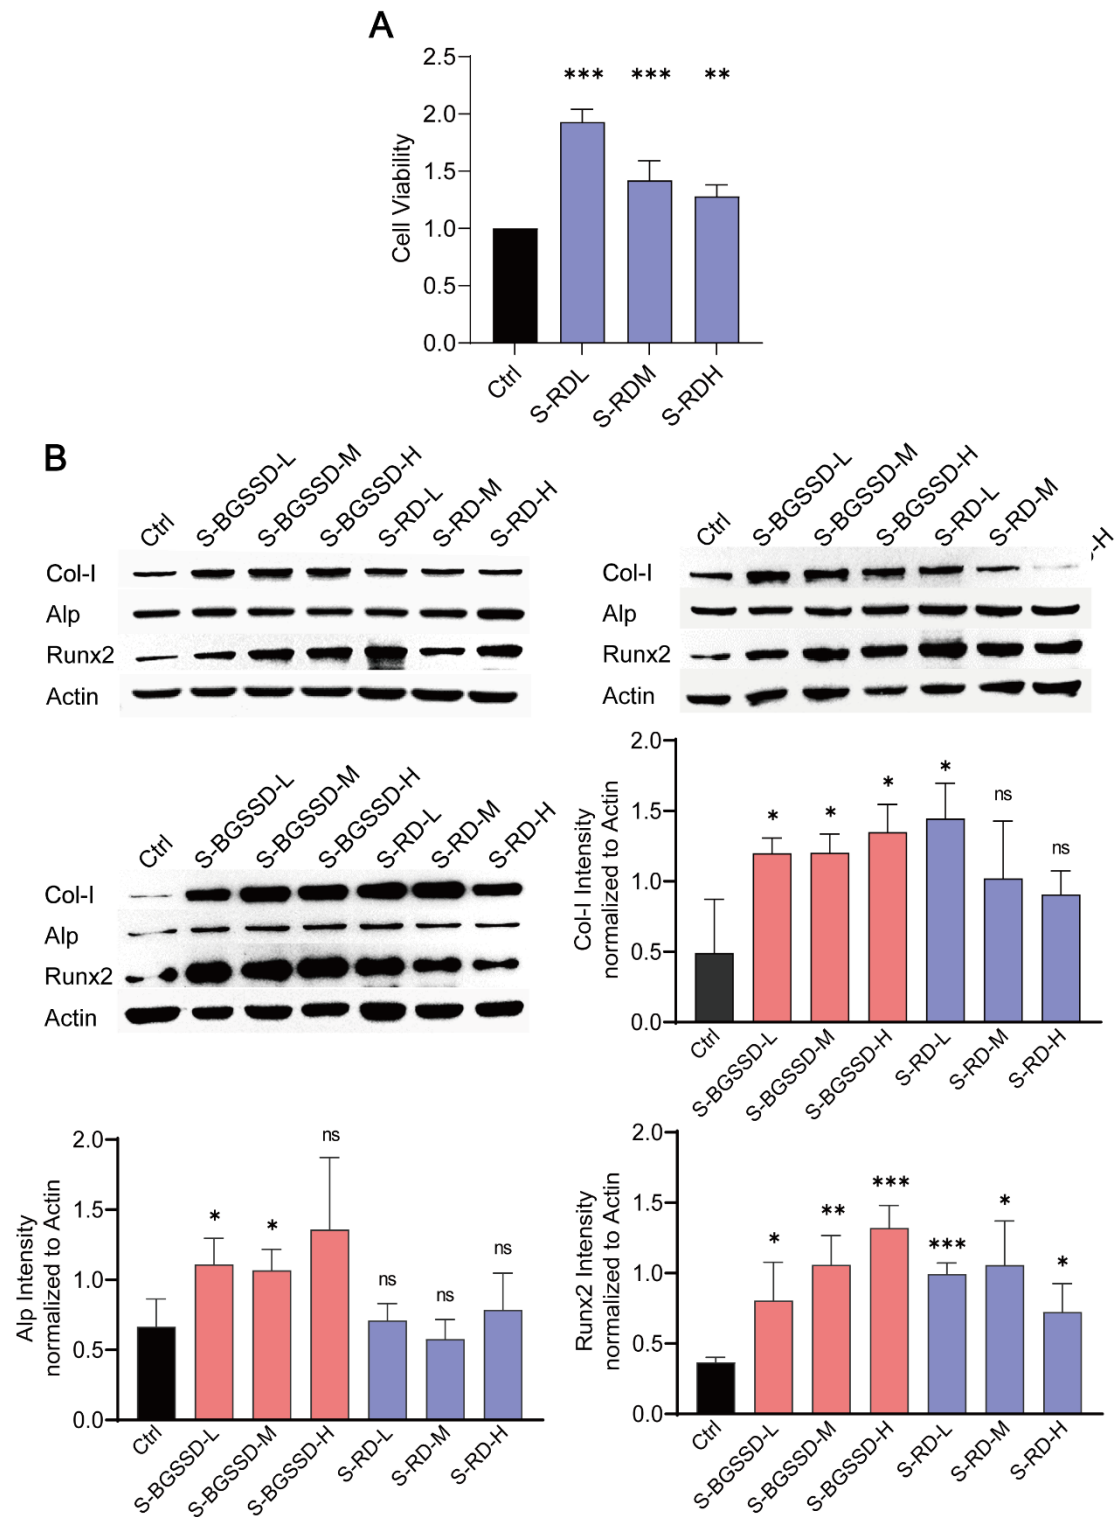 A
2.5
2.0
1.5
1.0
0.5
0.0
Cell Viability
*** *** **
Ctrl S-RDL S-RDM S-RDH
B
Ctrl S-BGSSD-L S-BGSSD-M S-BGSSD-H S-RD-L S-RD-M S-RD-H
Col-I
Alp
Runx2
Actin
Ctrl S-BGSSD-L S-BGSSD-M S-BGSSD-H S-RD-L S-RD-M -H
Col-I
Alp
Runx2
Actin
Ctrl S-BGSSD-L S-BGSSD-M S-BGSSD-H S-RD-L S-RD-M S-RD-H
Col-I
Alp
Runx2
Actin
Col-I Intensity
normalized to Actin
2.0
1.5
1.0
0.5
0.0
* * * * ns ns
Ctrl S-BGSSD-L S-BGSSD-M S-BGSSD-H S-RD-L S-RD-M S-RD-H
Alp Intensity
normalized to Actin
2.0
1.5
1.0
0.5
0.0
* * ns ns ns ns
Ctrl S-BGSSD-L S-BGSSD-M S-BGSSD-H S-RD-L S-RD-M S-RD-H
Runx2 Intensity
normalized to Actin
2.0
1.5
1.0
0.5
0.0
* ** *** *** * *
Ctrl S-BGSSD-L S-BGSSD-M S-BGSSD-H S-RD-L S-RD-M S-RD-H